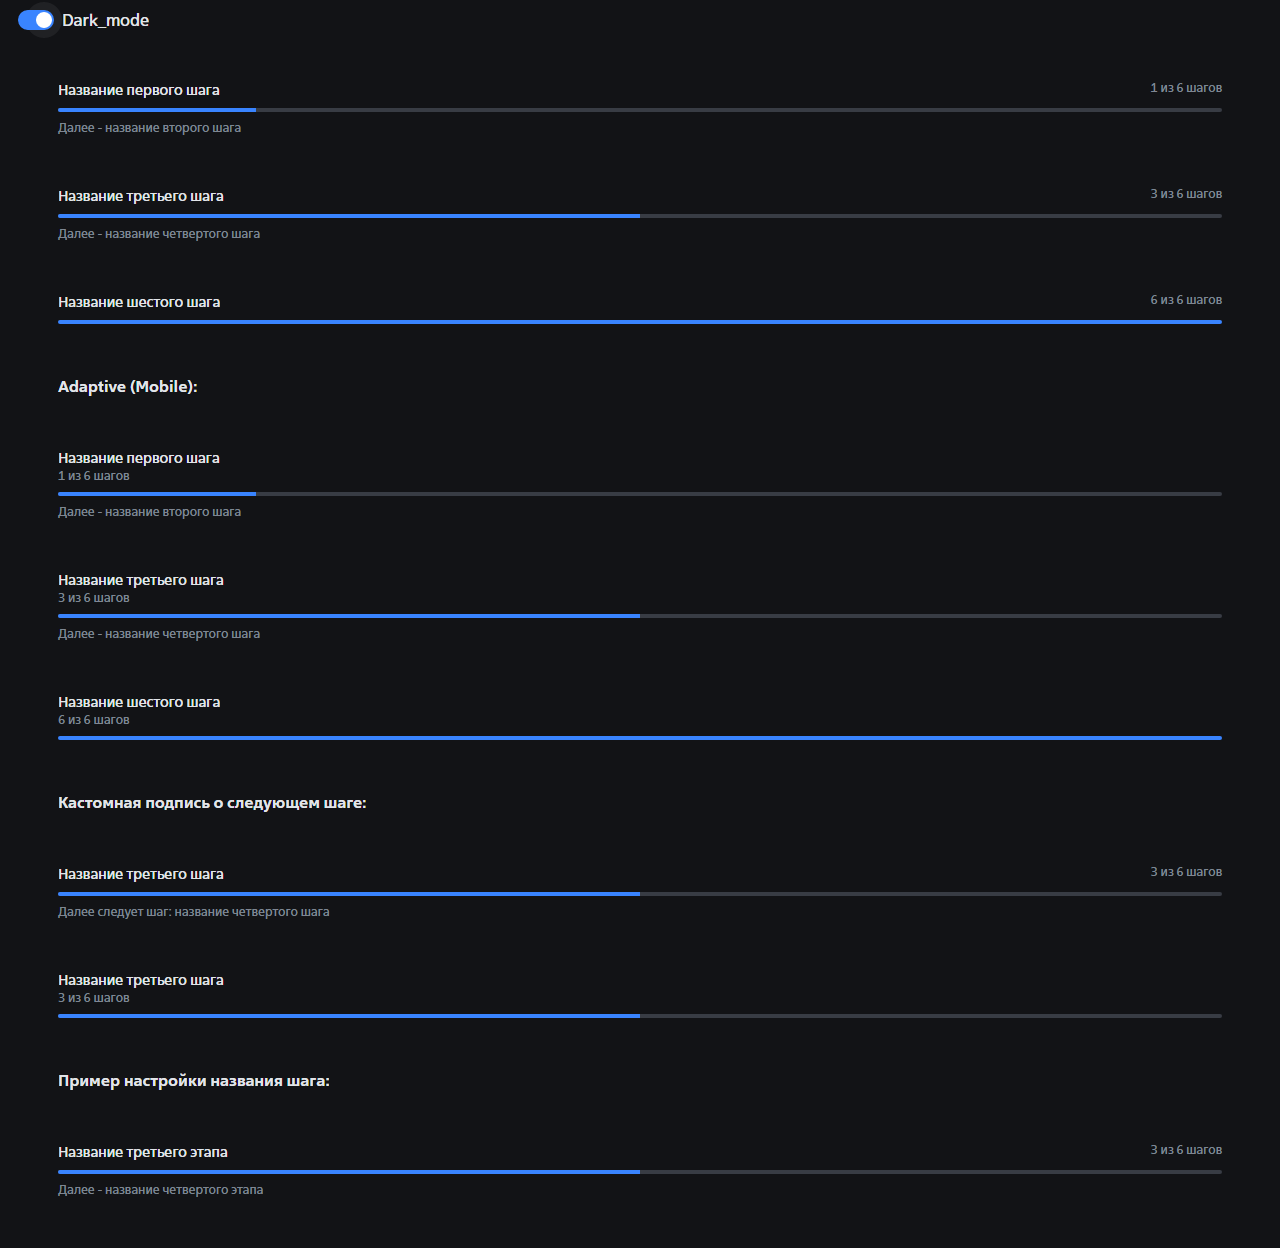 Dark_mode
Название первого шага
1 из 6 шагов
Далее - название второго шага
Название третьего шага
3 из 6 шагов
Далее - название четвертого шага
Название шестого шага
6 из 6 шагов
Adaptive (Mobile):
Название первого шага
1 из 6 шагов
Далее - название второго шага
Название третьего шага
3 из 6 шагов
Далее - название четвертого шага
Название шестого шага
6 из 6 шагов
Кастомная подпись о следующем шаге:
Название третьего шага
3 из 6 шагов
Далее следует шаг: название четвертого шага
Название третьего шага
3 из 6 шагов
Пример настройки названия шага:
Название третьего этапа
3 из 6 шагов
Далее - название четвертого этапа